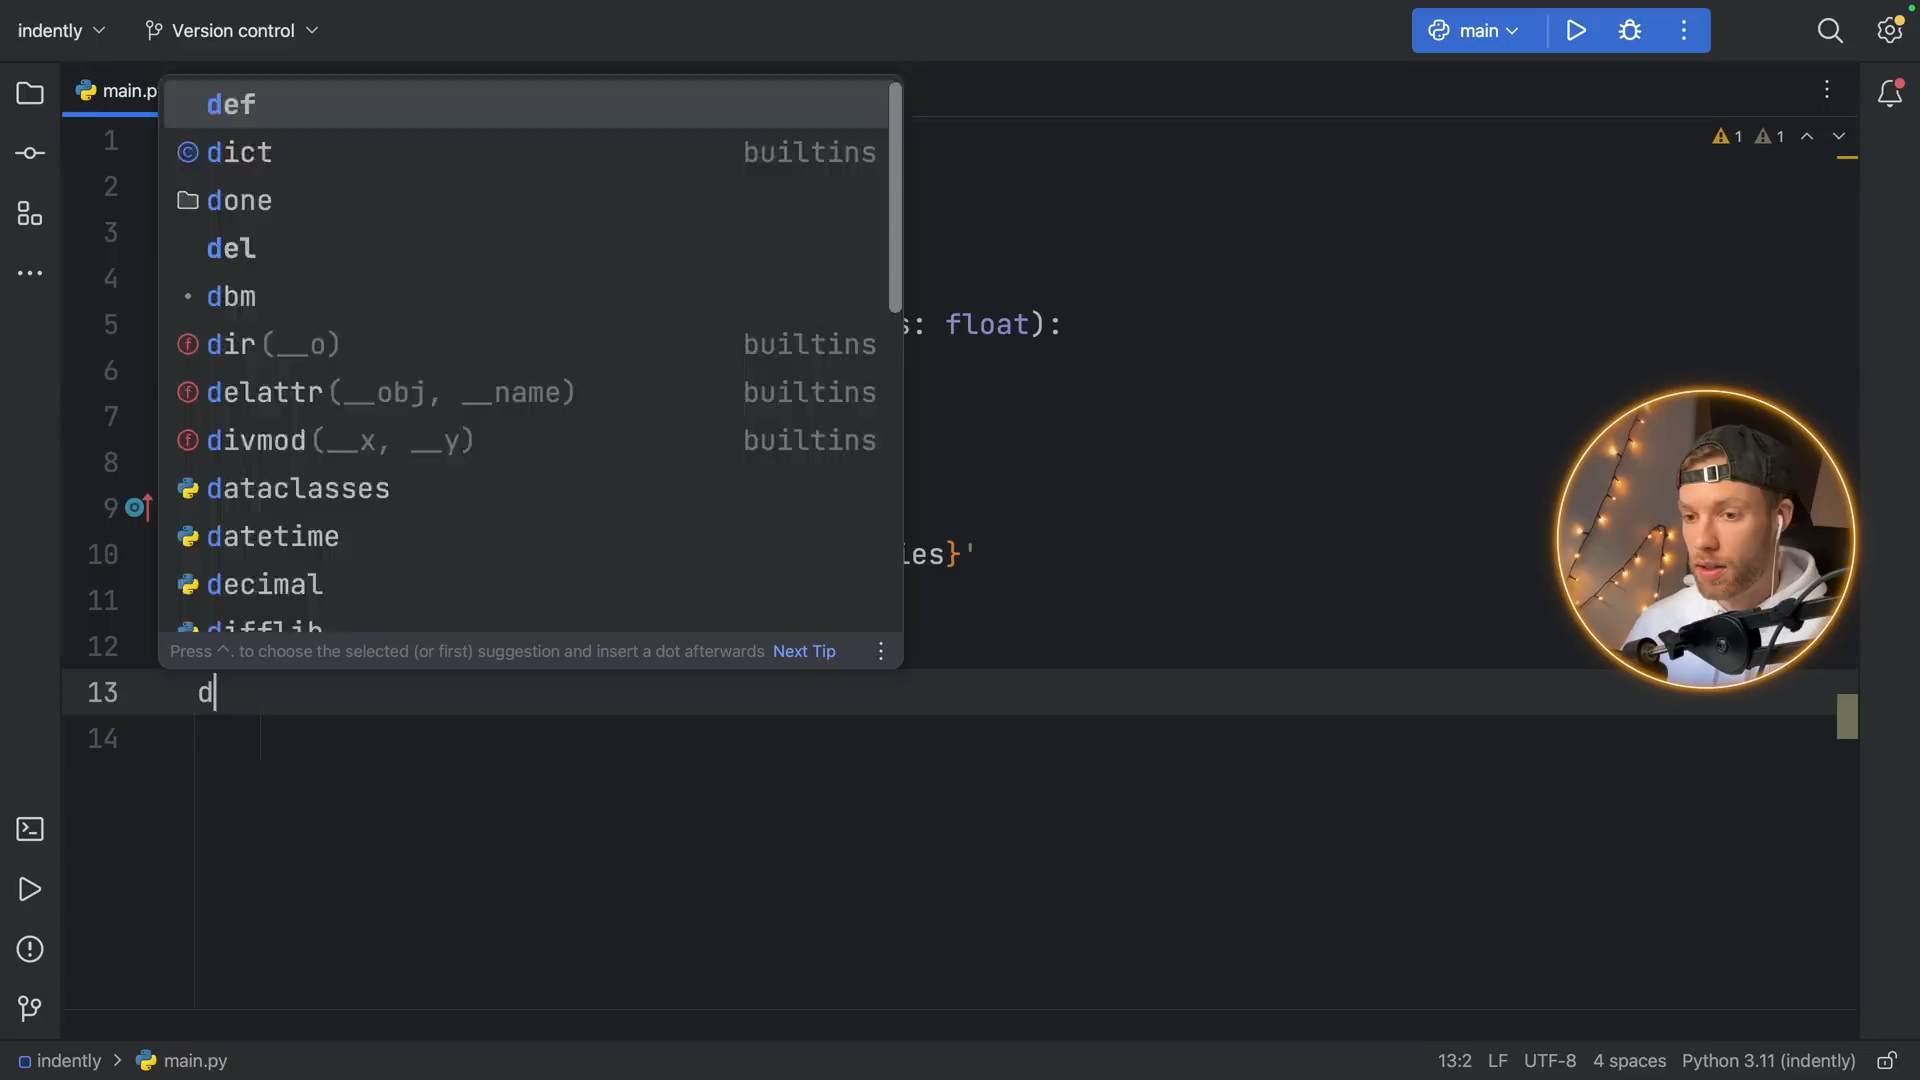 indently
Version control
main
main.p
1
2
3
4
5
6
7
8
9
10
11
12
13
14
def
dict builtins
done
del
dbm
dir(__o) builtins
delattr(__obj, __name) builtins
divmod(__x, __y) builtins
dataclasses
datetime
decimal
difflib
Press ^. to choose the selected (or first) suggestion and insert a dot afterwards Next Tip
1 1
s: float):
ies}'
d
indently > main.py
13:2 LF UTF-8 4 spaces Python 3.11 (indently)